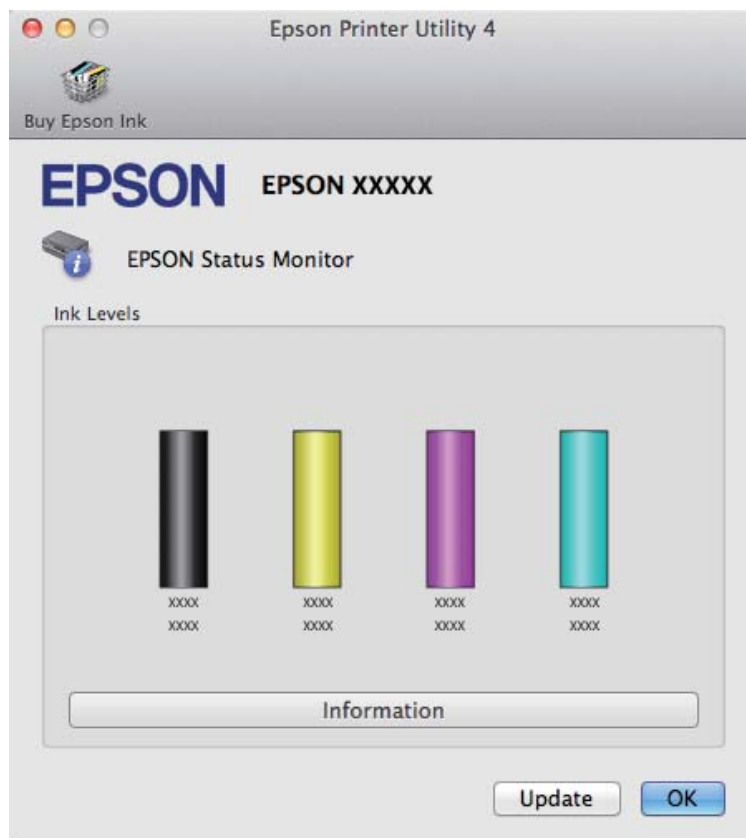 Epson Printer Utility 4
Buy Epson Ink
EPSON EPSON XXXXX
EPSON Status Monitor
Ink Levels
xxxx xxxx xxxx xxxx
xxxx xxxx xxxx xxxx
Information
Update OK